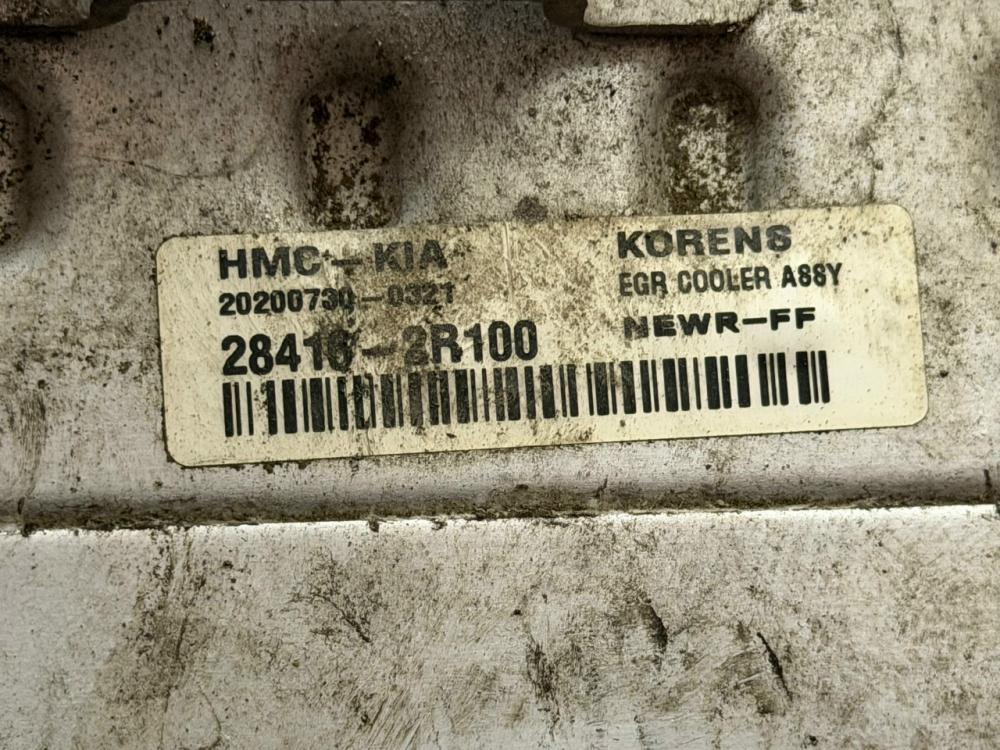 HMC-KIA
20200730-0321
28416-2R100
KORENS
EGR COOLER ASSY
NEWR-FF